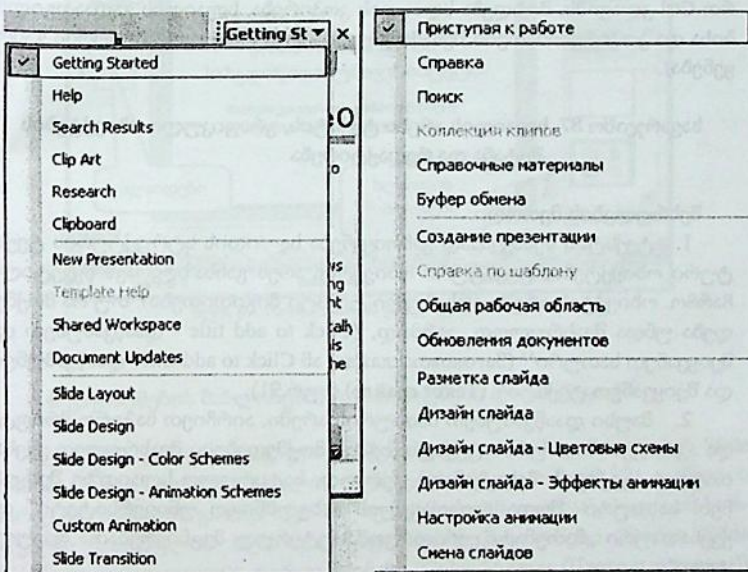 Getting St
Getting Started
Help
Search Results
Clip Art
Research
Clipboard
New Presentation
Template Help
Shared Workspace
Document Updates
Slide Layout
Slide Design
Slide Design - Color Schemes
Slide Design - Animation Schemes
Custom Animation
Slide Transition
Приступая к работе
Справка
Поиск
Коллекция клипов
Справочные материалы
Буфер обмена
Создание презентации
Справка по шаблону
Общая рабочая область
Обновления документов
Разметка слайда
Дизайн слайда
Дизайн слайда - Цветовые схемы
Дизайн слайда - Эффекты анимации
Настройка анимации
Смена слайдов